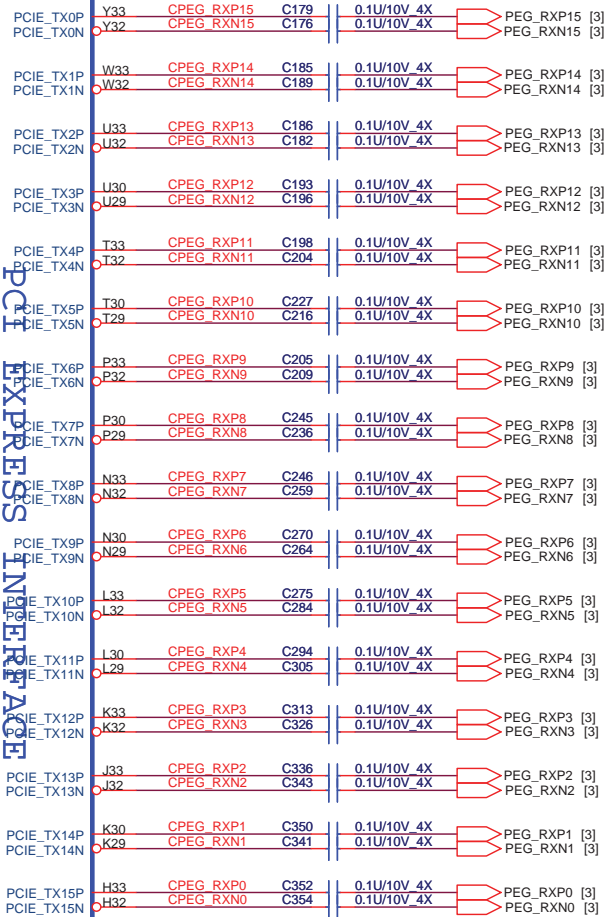 PCI EXPRESS INTERFACE
PCIE_TX0P Y33 CPEG_RXP15 C179 0.1U/10V_4X PEG_RXP15 [3]
PCIE_TX0N Y32 CPEG_RXN15 C176 0.1U/10V_4X PEG_RXN15 [3]
PCIE_TX1P W33 CPEG_RXP14 C185 0.1U/10V_4X PEG_RXP14 [3]
PCIE_TX1N W32 CPEG_RXN14 C189 0.1U/10V_4X PEG_RXN14 [3]
PCIE_TX2P U33 CPEG_RXP13 C186 0.1U/10V_4X PEG_RXP13 [3]
PCIE_TX2N U32 CPEG_RXN13 C182 0.1U/10V_4X PEG_RXN13 [3]
PCIE_TX3P U30 CPEG_RXP12 C193 0.1U/10V_4X PEG_RXP12 [3]
PCIE_TX3N U29 CPEG_RXN12 C196 0.1U/10V_4X PEG_RXN12 [3]
PCIE_TX4P T33 CPEG_RXP11 C198 0.1U/10V_4X PEG_RXP11 [3]
PCIE_TX4N T32 CPEG_RXN11 C204 0.1U/10V_4X PEG_RXN11 [3]
PCIE_TX5P T30 CPEG_RXP10 C227 0.1U/10V_4X PEG_RXP10 [3]
PCIE_TX5N T29 CPEG_RXN10 C216 0.1U/10V_4X PEG_RXN10 [3]
PCIE_TX6P P33 CPEG_RXP9 C205 0.1U/10V_4X PEG_RXP9 [3]
PCIE_TX6N P32 CPEG_RXN9 C209 0.1U/10V_4X PEG_RXN9 [3]
PCIE_TX7P P30 CPEG_RXP8 C245 0.1U/10V_4X PEG_RXP8 [3]
PCIE_TX7N P29 CPEG_RXN8 C236 0.1U/10V_4X PEG_RXN8 [3]
PCIE_TX8P N33 CPEG_RXP7 C246 0.1U/10V_4X PEG_RXP7 [3]
PCIE_TX8N N32 CPEG_RXN7 C259 0.1U/10V_4X PEG_RXN7 [3]
PCIE_TX9P N30 CPEG_RXP6 C270 0.1U/10V_4X PEG_RXP6 [3]
PCIE_TX9N N29 CPEG_RXN6 C264 0.1U/10V_4X PEG_RXN6 [3]
PCIE_TX10P L33 CPEG_RXP5 C275 0.1U/10V_4X PEG_RXP5 [3]
PCIE_TX10N L32 CPEG_RXN5 C284 0.1U/10V_4X PEG_RXN5 [3]
PCIE_TX11P L30 CPEG_RXP4 C294 0.1U/10V_4X PEG_RXP4 [3]
PCIE_TX11N L29 CPEG_RXN4 C305 0.1U/10V_4X PEG_RXN4 [3]
PCIE_TX12P K33 CPEG_RXP3 C313 0.1U/10V_4X PEG_RXP3 [3]
PCIE_TX12N K32 CPEG_RXN3 C326 0.1U/10V_4X PEG_RXN3 [3]
PCIE_TX13P J33 CPEG_RXP2 C336 0.1U/10V_4X PEG_RXP2 [3]
PCIE_TX13N J32 CPEG_RXN2 C343 0.1U/10V_4X PEG_RXN2 [3]
PCIE_TX14P K30 CPEG_RXP1 C350 0.1U/10V_4X PEG_RXP1 [3]
PCIE_TX14N K29 CPEG_RXN1 C341 0.1U/10V_4X PEG_RXN1 [3]
PCIE_TX15P H33 CPEG_RXP0 C352 0.1U/10V_4X PEG_RXP0 [3]
PCIE_TX15N H32 CPEG_RXN0 C354 0.1U/10V_4X PEG_RXN0 [3]